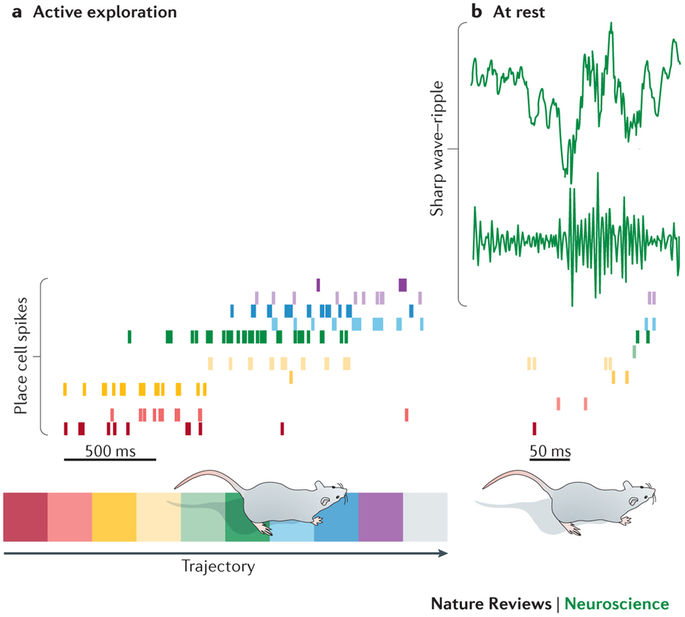 a Active exploration
b At rest
Sharp wave–ripple
Place cell spikes
500 ms
50 ms
Trajectory
Nature Reviews | Neuroscience